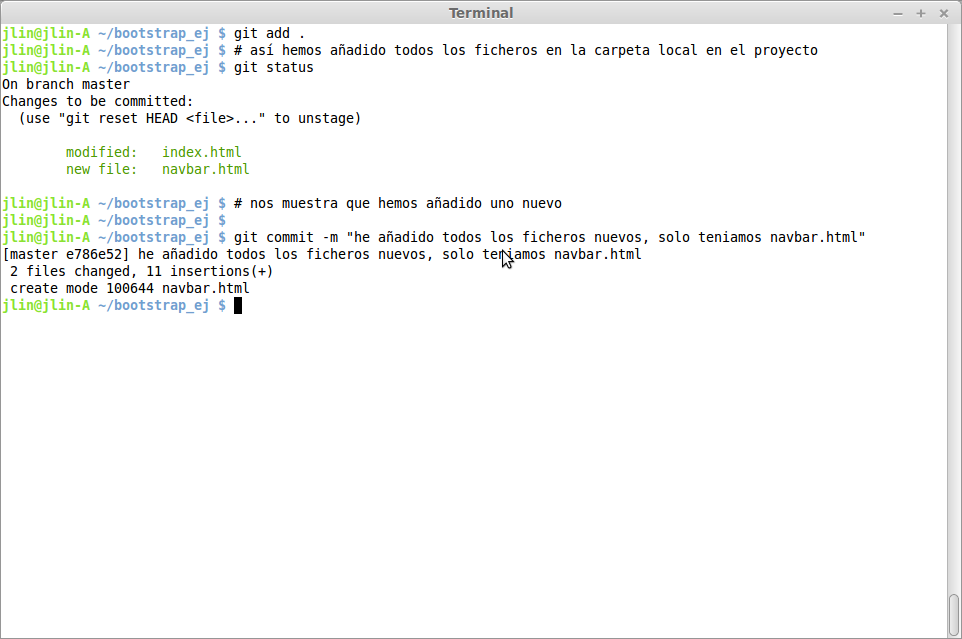 Terminal
jlin@jlin-A ~/bootstrap_ej $ git add .
jlin@jlin-A ~/bootstrap_ej $ # así hemos añadido todos los ficheros en la carpeta local en el proyecto
jlin@jlin-A ~/bootstrap_ej $ git status
On branch master
Changes to be committed:
  (use "git reset HEAD <file>..." to unstage)
        modified:   index.html
        new file:   navbar.html
jlin@jlin-A ~/bootstrap_ej $ # nos muestra que hemos añadido uno nuevo
jlin@jlin-A ~/bootstrap_ej $
jlin@jlin-A ~/bootstrap_ej $ git commit -m "he añadido todos los ficheros nuevos, solo teniamos navbar.html"
[master e786e52] he añadido todos los ficheros nuevos, solo teniamos navbar.html
 2 files changed, 11 insertions(+)
 create mode 100644 navbar.html
jlin@jlin-A ~/bootstrap_ej $